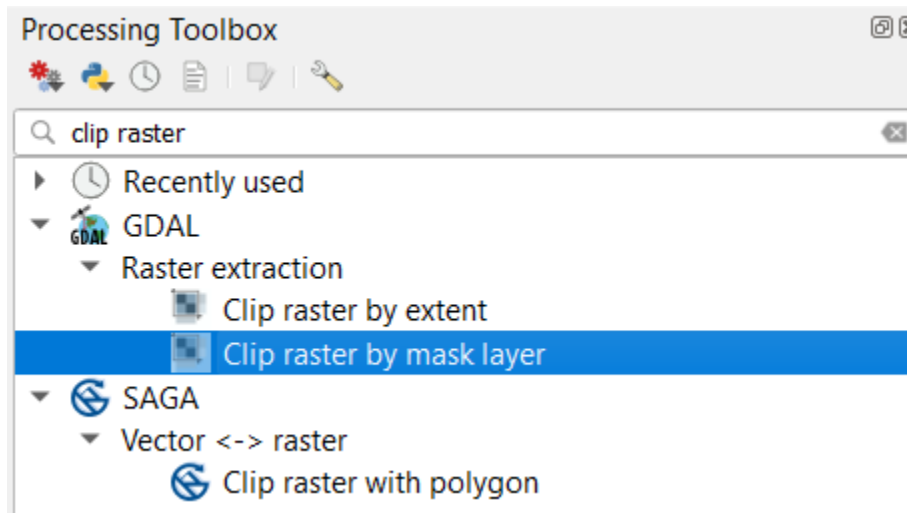 Processing Toolbox
clip raster
Recently used
GDAL GDAL
Raster extraction
Clip raster by extent
Clip raster by mask layer
SAGA
Vector <-> raster
Clip raster with polygon